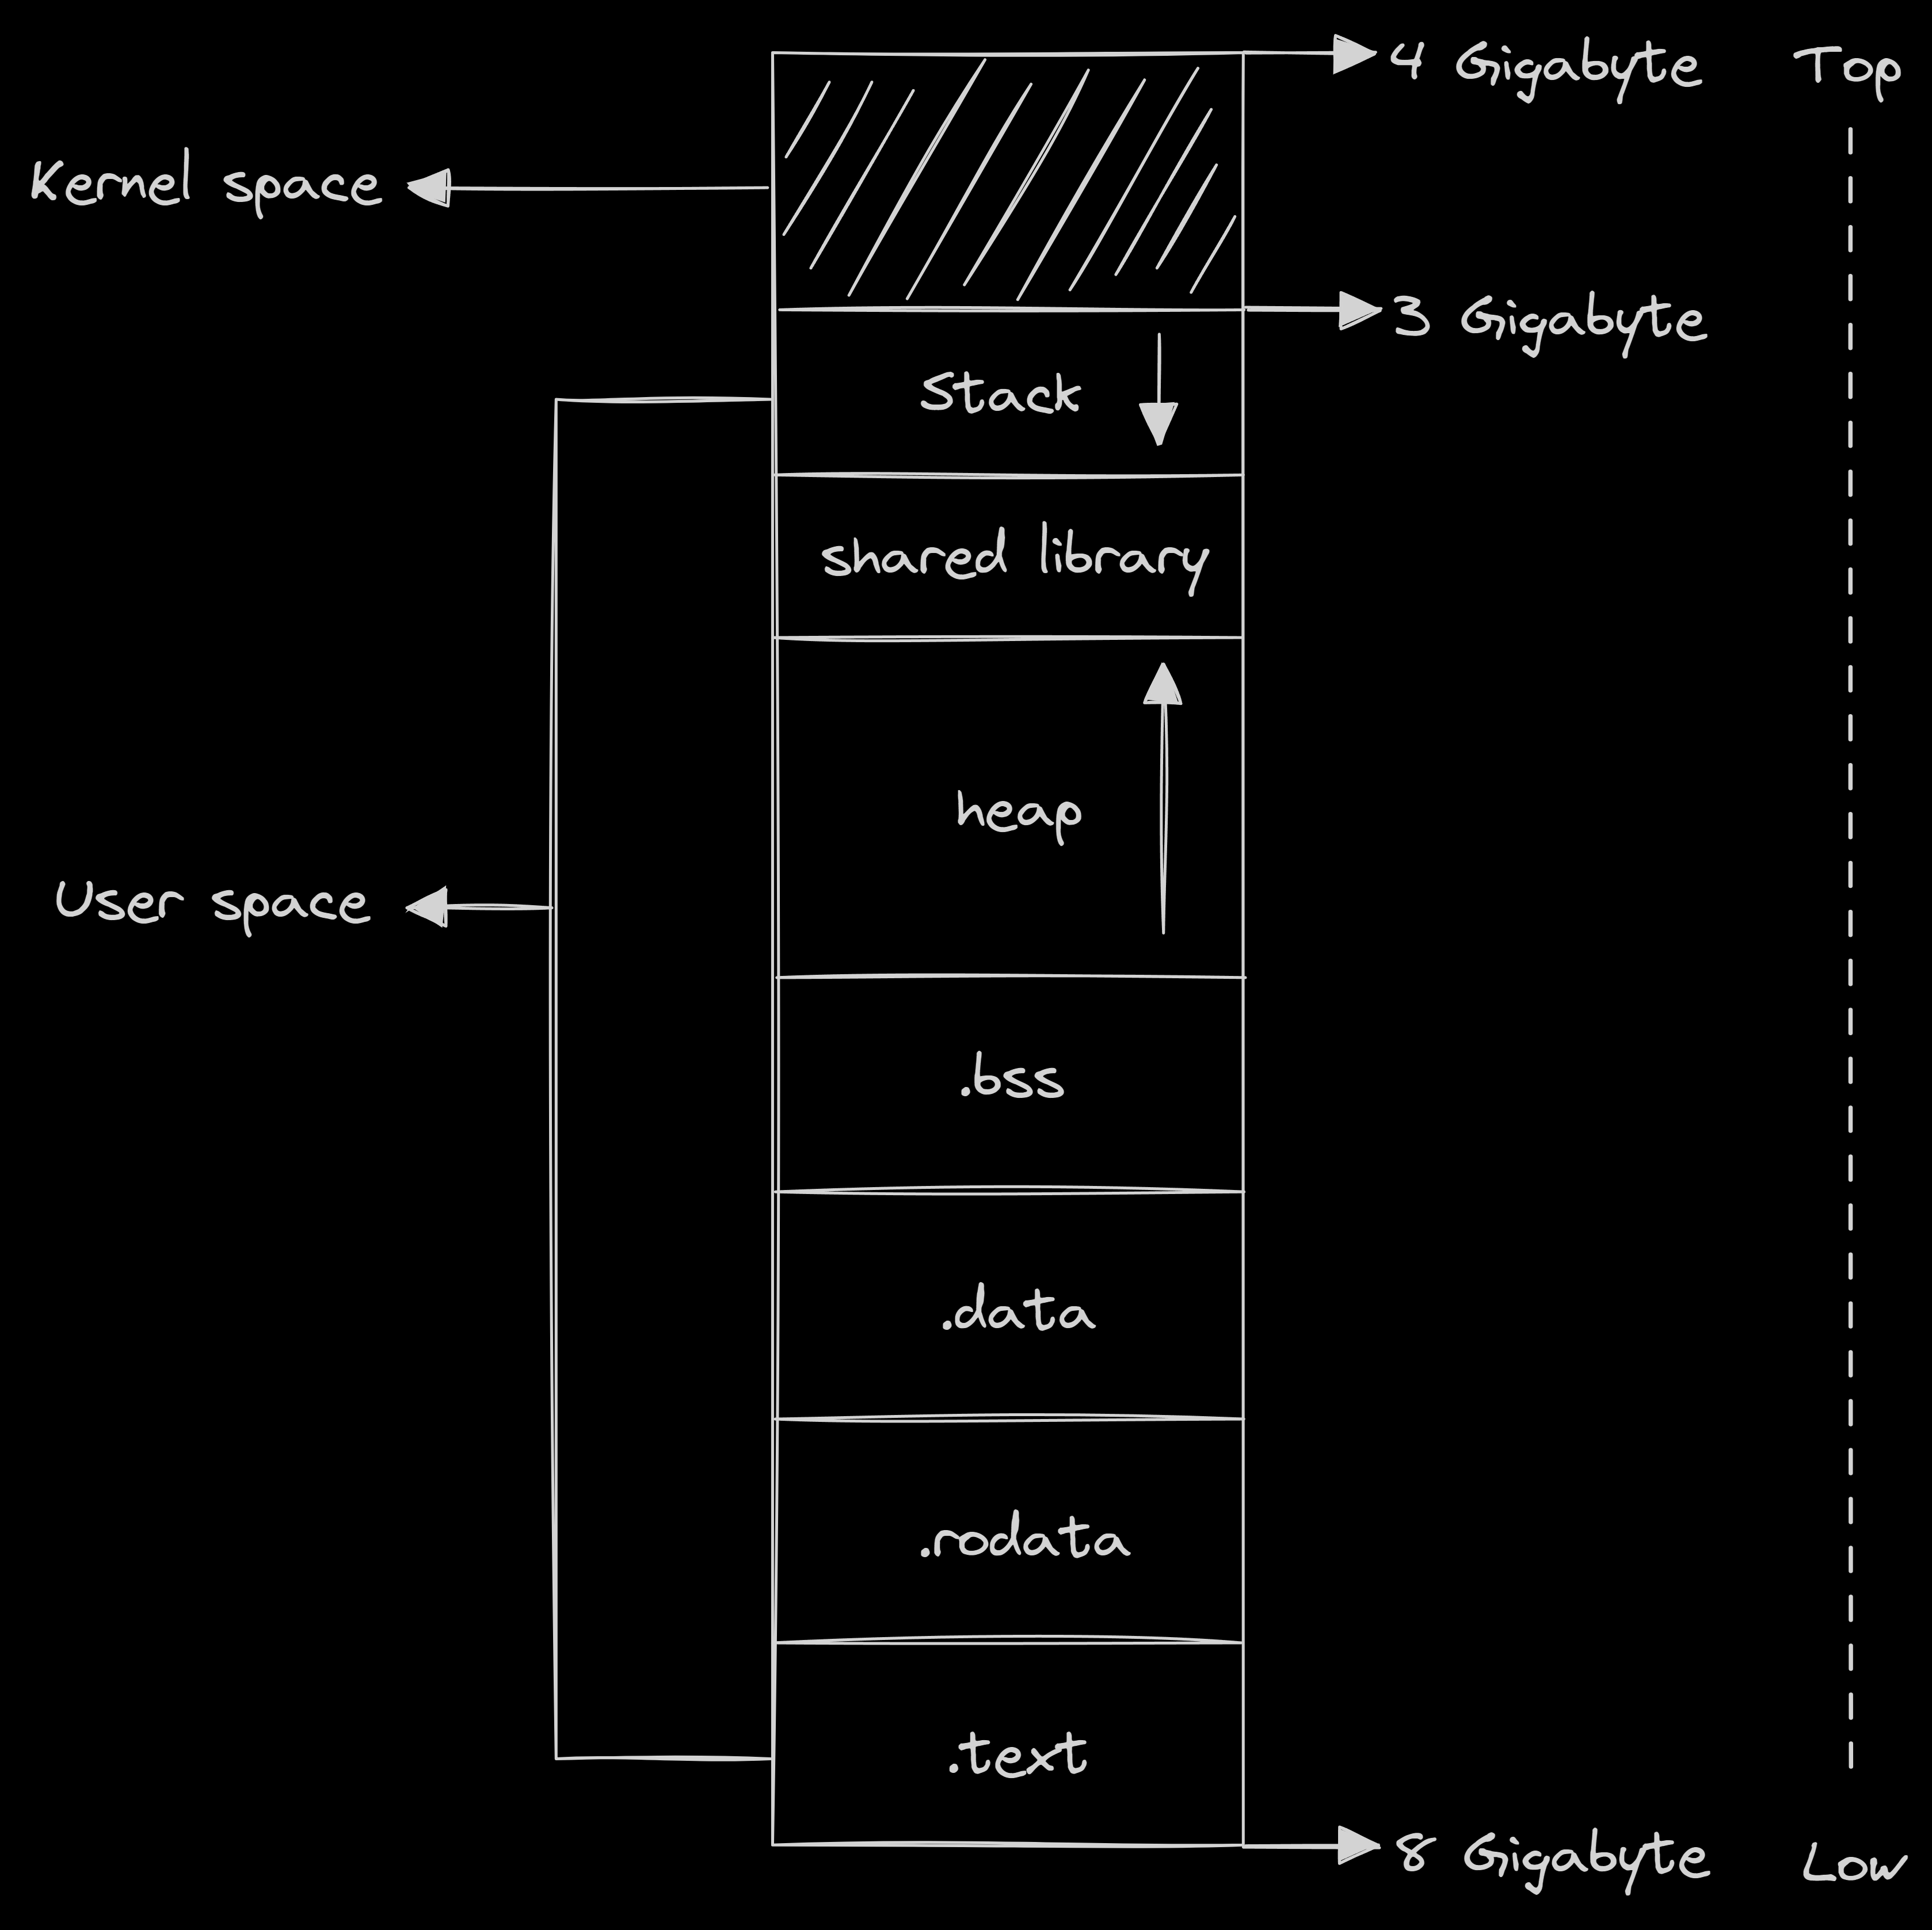 4 Gigabyte
Top
Kernel space
3 Gigabyte
Stack
shared library
heap
User space
.bss
.data
.rodata
.text
8 Gigabyte
Low